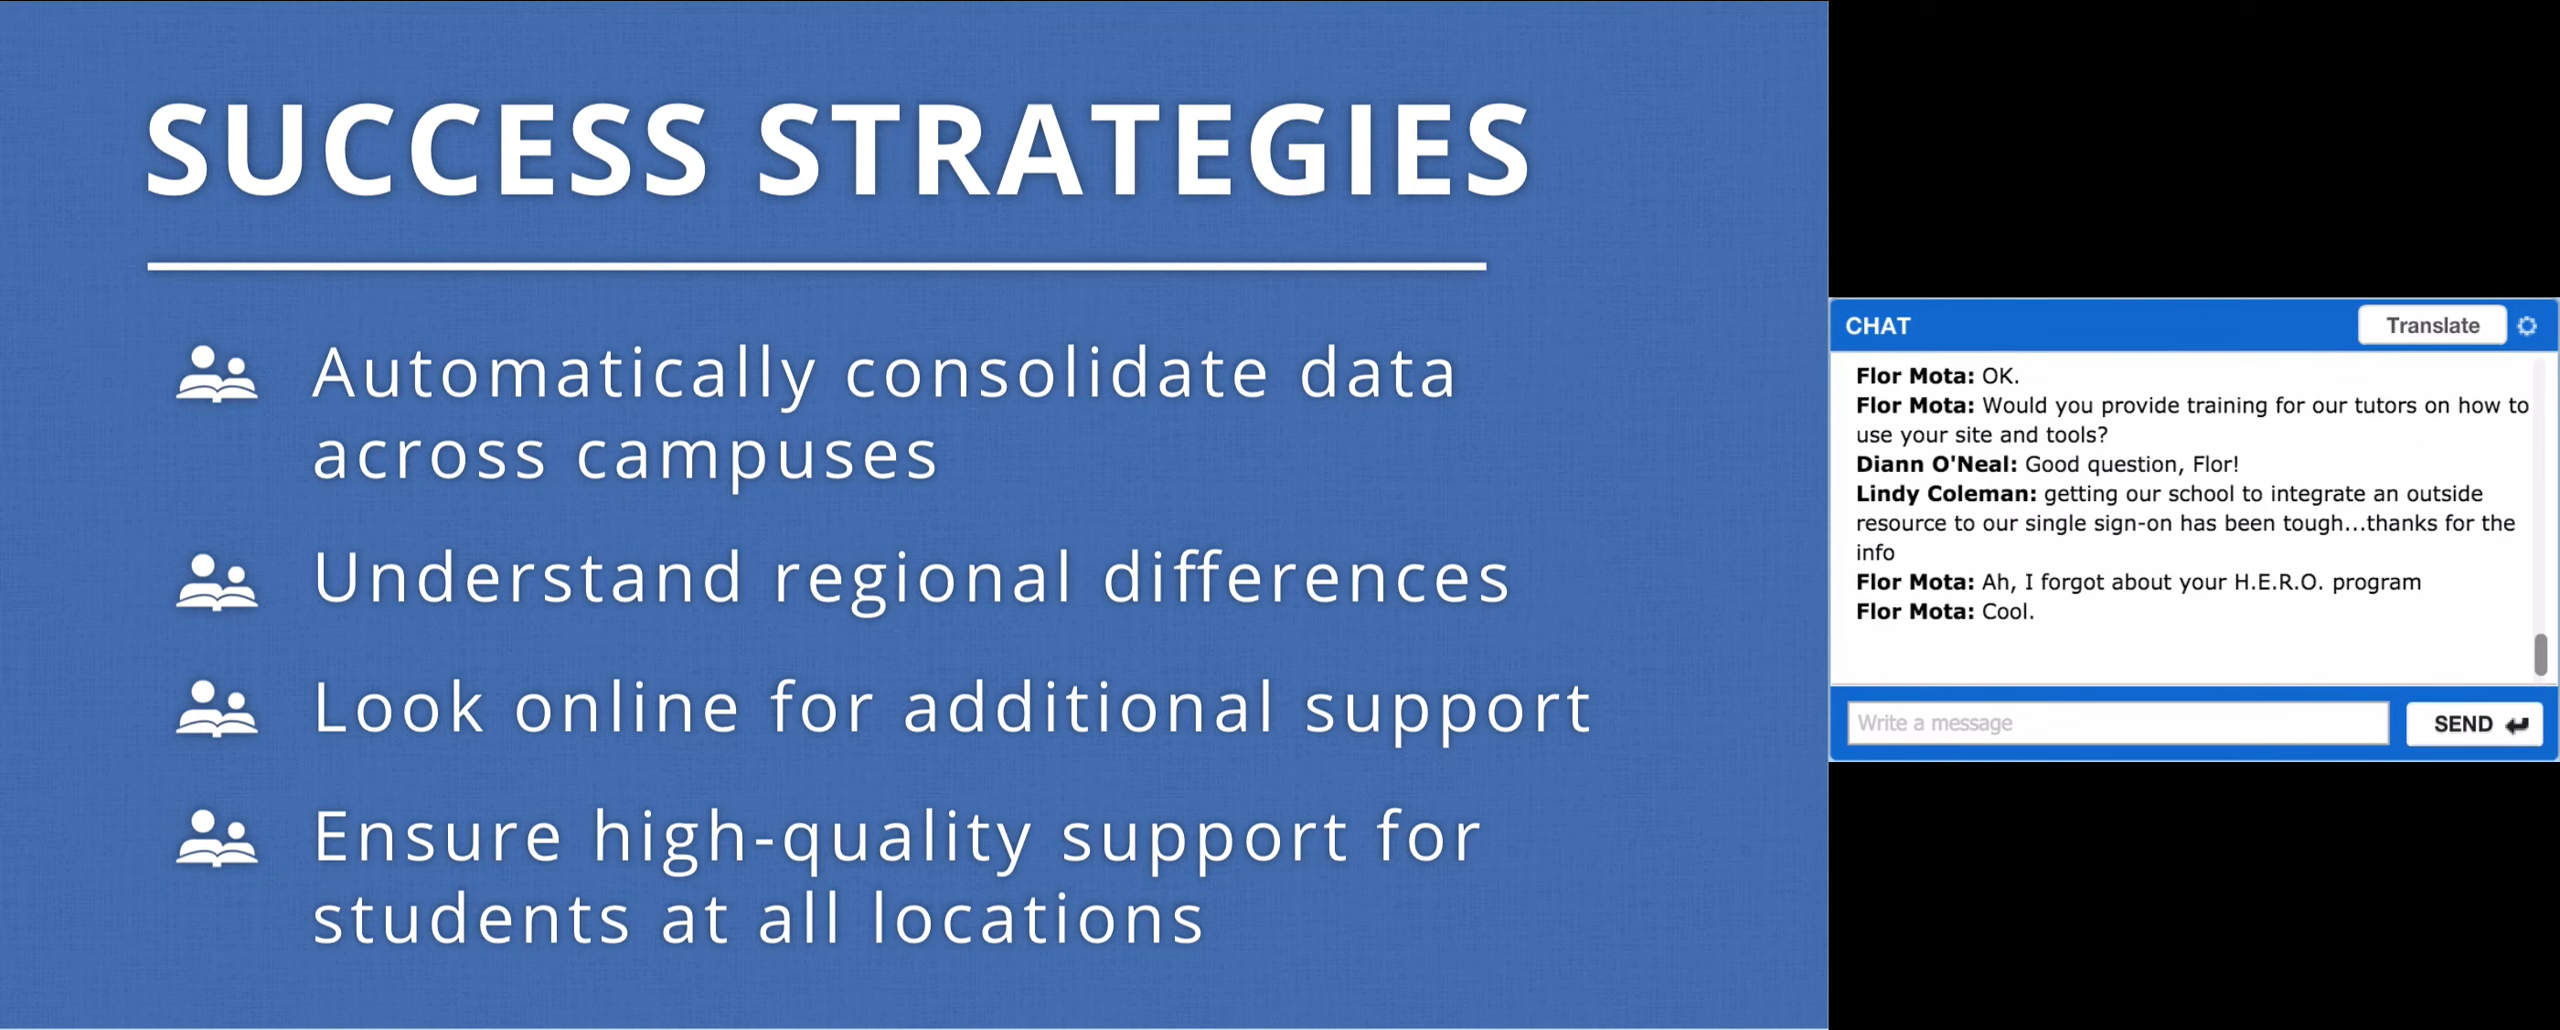 SUCCESS STRATEGIES
Automatically consolidate data
across campuses
Understand regional differences
Look online for additional support
Ensure high-quality support for
students at all locations
CHAT
Translate
Flor Mota: OK.
Flor Mota: Would you provide training for our tutors on how to
use your site and tools?
Diann O'Neal: Good question, Flor!
Lindy Coleman: getting our school to integrate an outside
resource to our single sign-on has been tough...thanks for the
info
Flor Mota: Ah, I forgot about your H.E.R.O. program
Flor Mota: Cool.
Write a message
SEND